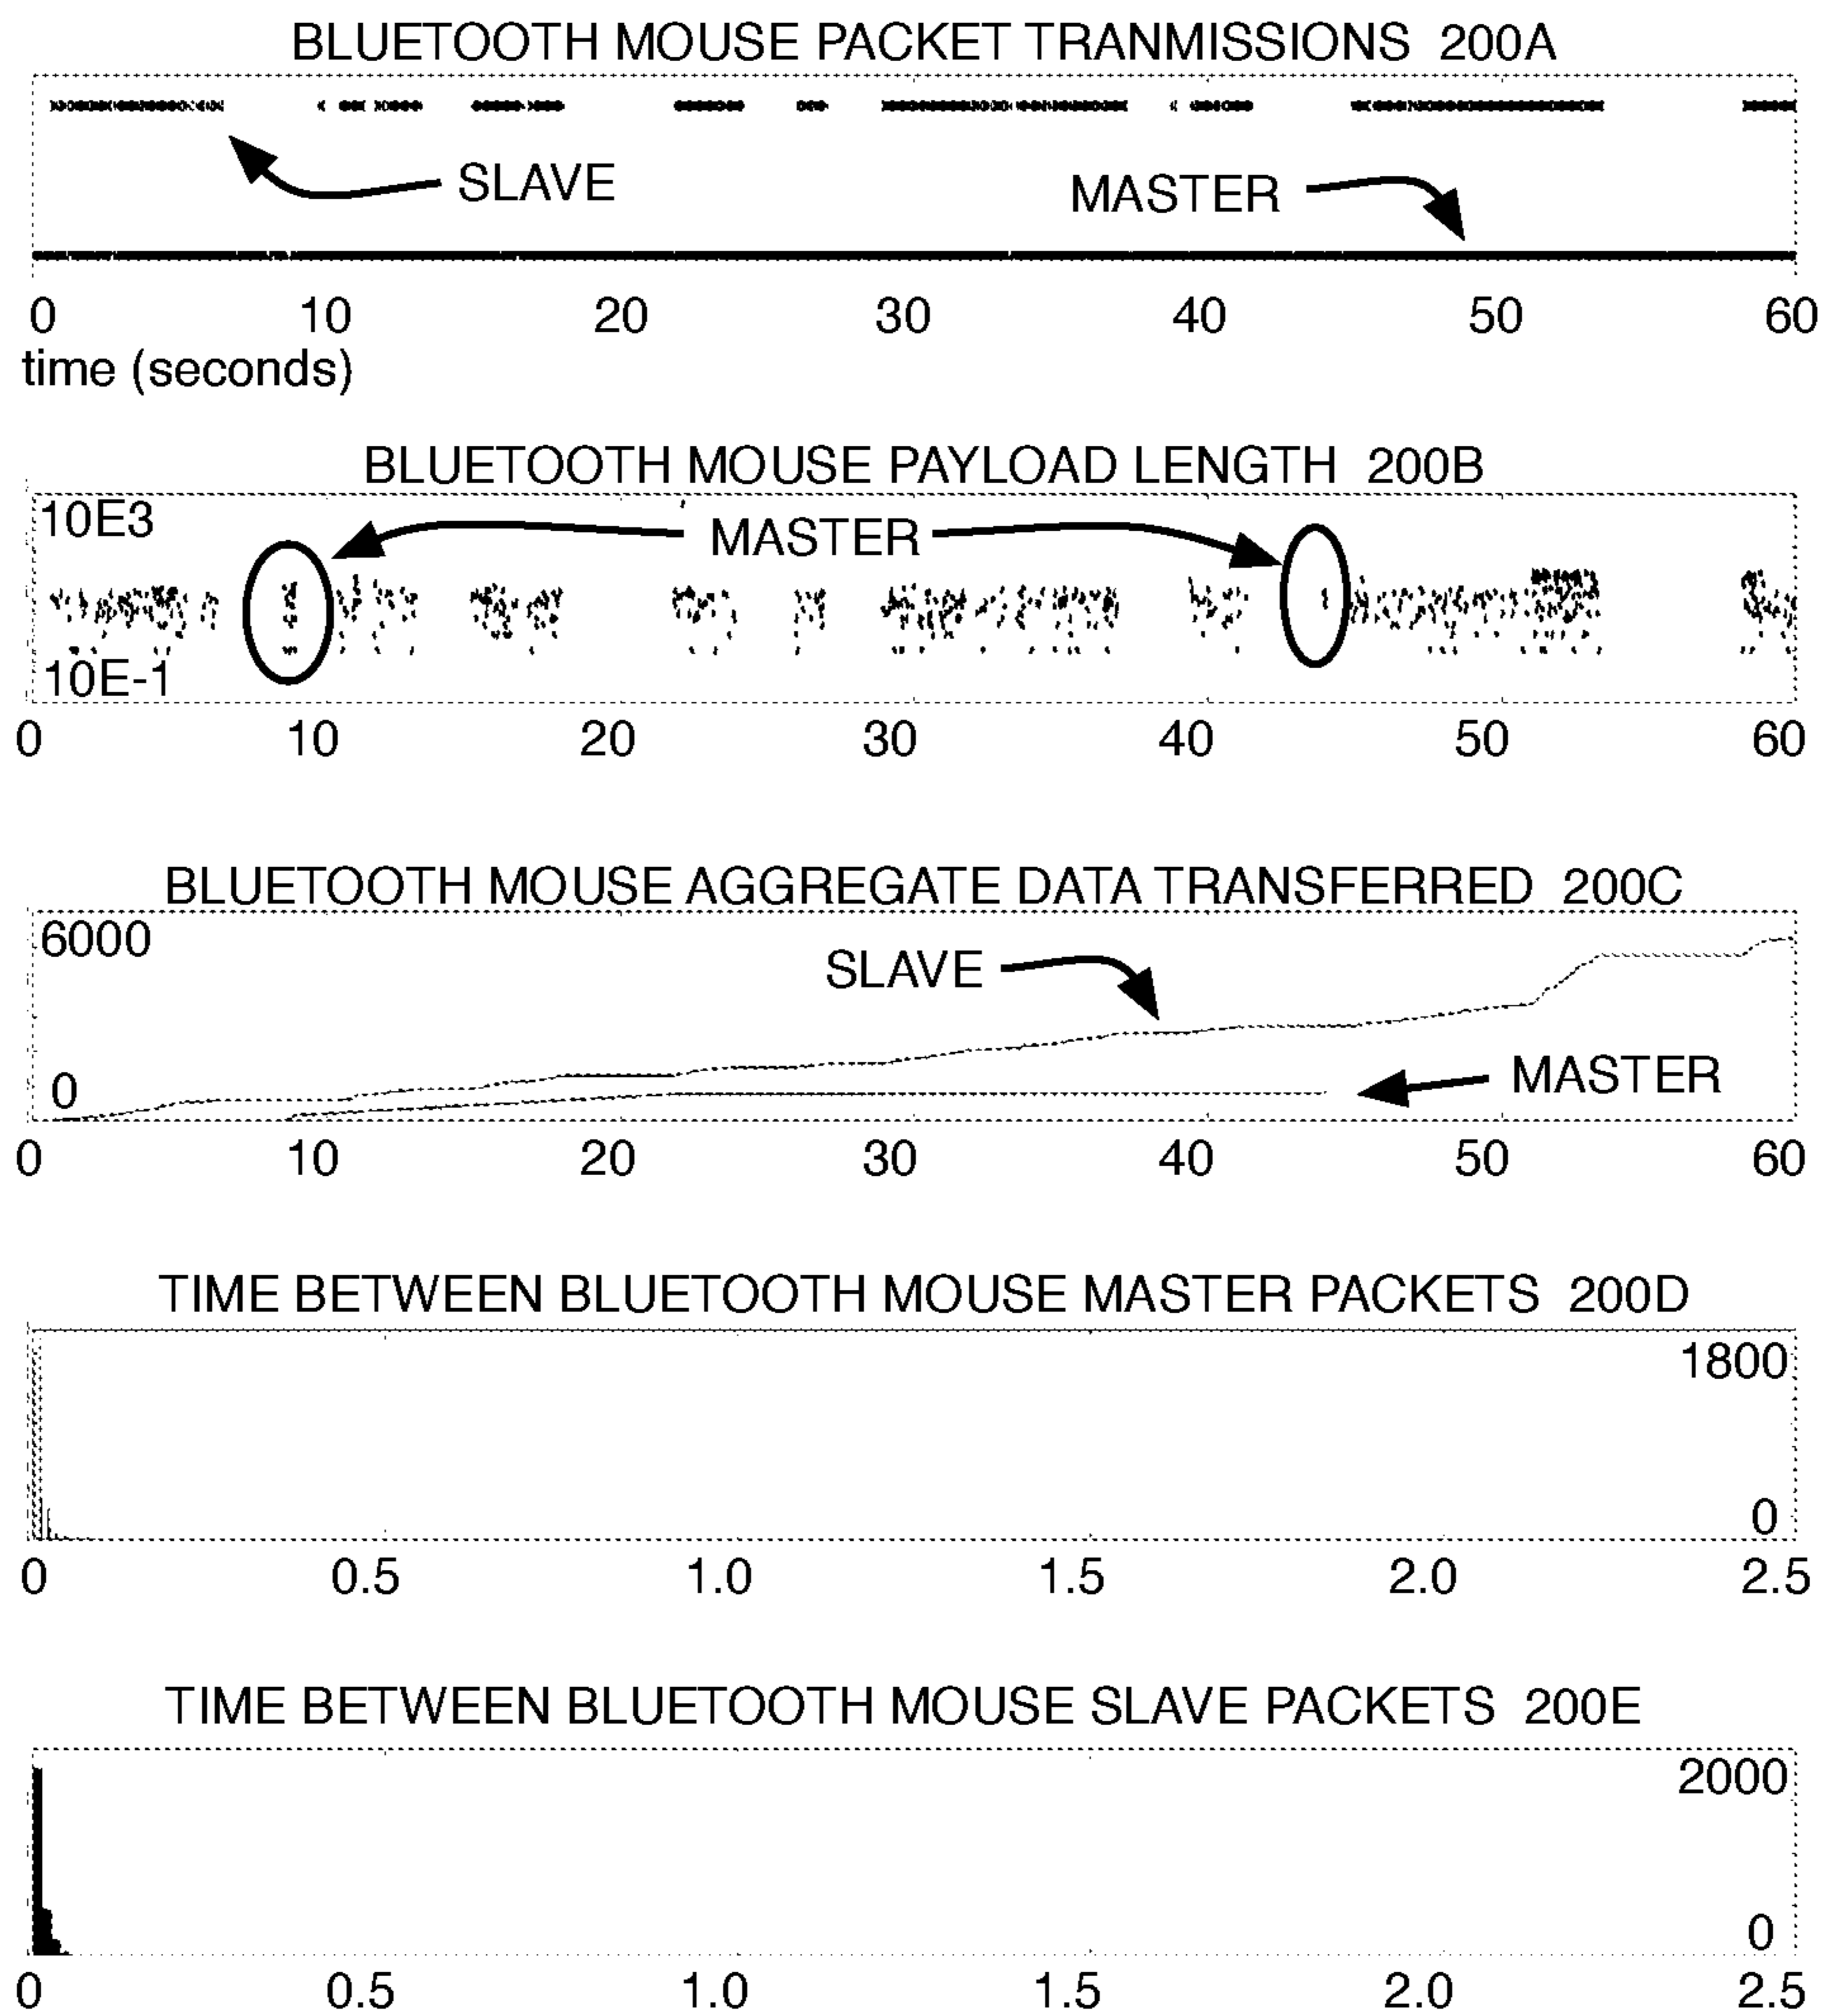 BLUETOOTH MOUSE PACKET TRANMISSIONS 200A
SLAVE
MASTER
0 10 20 30 40 50 60
time (seconds)
BLUETOOTH MOUSE PAYLOAD LENGTH 200B
10E3
MASTER
10E-1
0 10 20 30 40 50 60
BLUETOOTH MOUSE AGGREGATE DATA TRANSFERRED 200C
6000
SLAVE
MASTER
0
0 10 20 30 40 50 60
TIME BETWEEN BLUETOOTH MOUSE MASTER PACKETS 200D
1800
0
0 0.5 1.0 1.5 2.0 2.5
TIME BETWEEN BLUETOOTH MOUSE SLAVE PACKETS 200E
2000
0
0 0.5 1.0 1.5 2.0 2.5